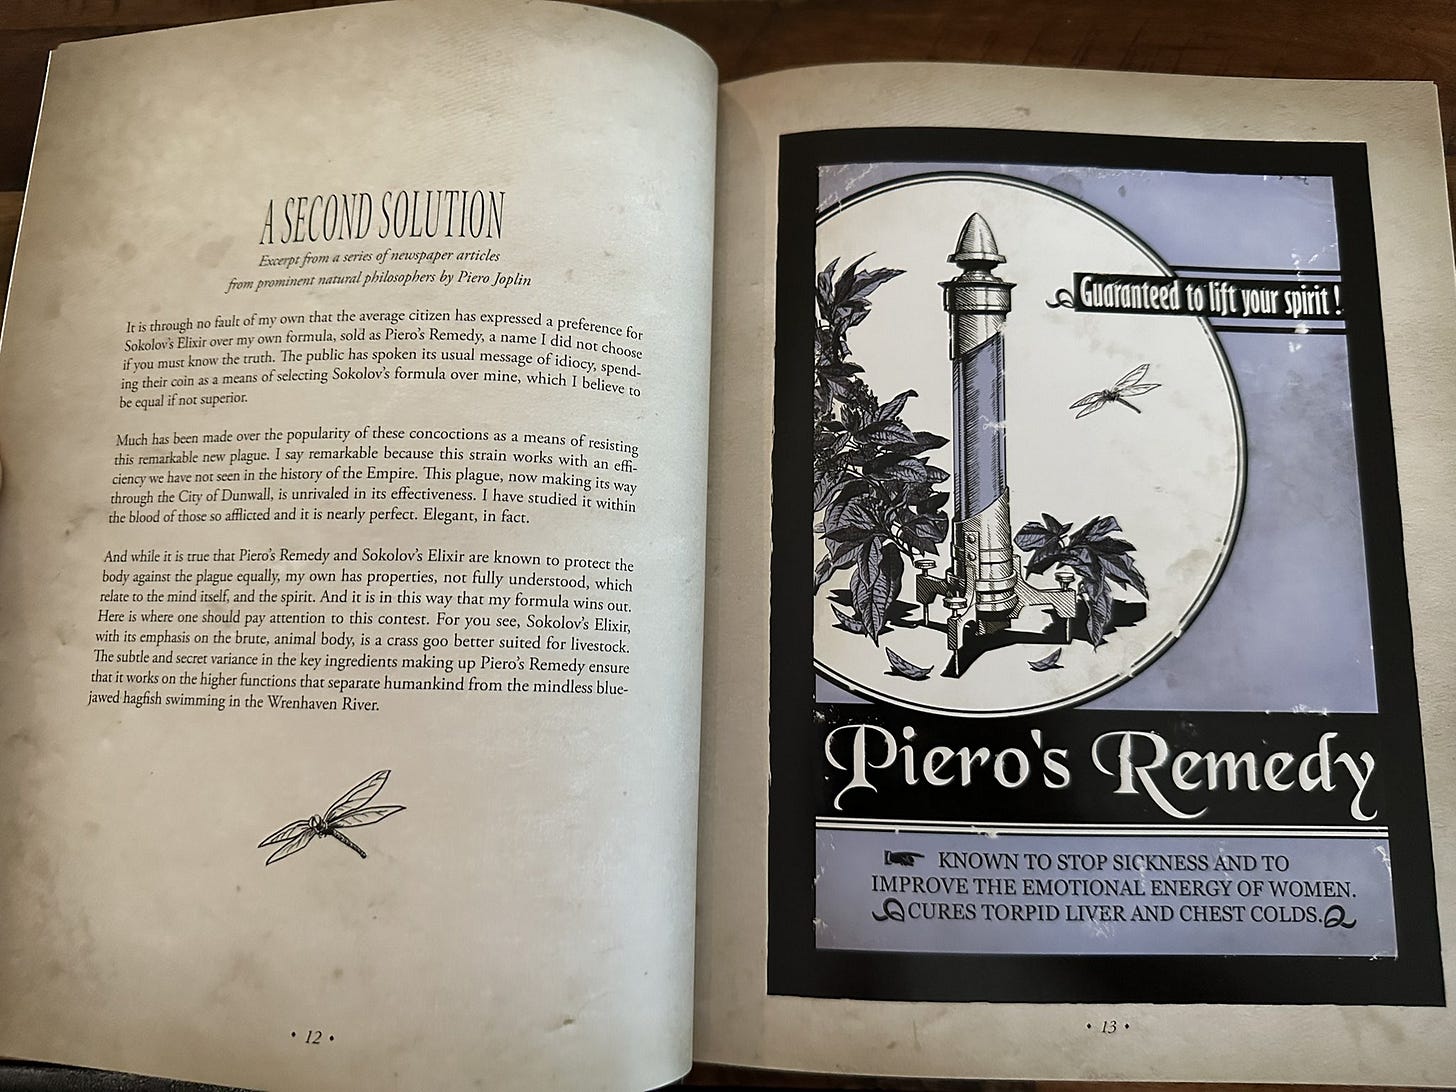 A SECOND SOLUTION
Excerpt from a series of newspaper articles
from prominent natural philosophers by Piero Joplin
It is through no fault of my own that the average citizen has expressed a preference for
Sokolov's Elixir over my own formula, sold as Piero's Remedy, a name I did not choose
if you must know the truth. The public has spoken its usual message of idiocy, spend-
ing their coin as a means of selecting Sokolov's formula over mine, which I believe to
be equal if not superior.
Much has been made over the popularity of these concoctions as a means of resisting
this remarkable new plague. I say remarkable because this strain works with an effi-
ciency we have not seen in the history of the Empire. This plague, now making its way
through the City of Dunwall, is unrivaled in its effectiveness. I have studied it within
the blood of those so afflicted and it is nearly perfect. Elegant, in fact.
And while it is true that Piero's Remedy and Sokolov's Elixir are known to protect the
body against the plague equally, my own has properties, not fully understood, which
relate to the mind itself, and the spirit. And it is in this way that my formula wins out.
Here is where one should pay attention to this contest. For you see, Sokolov's Elixir,
with its emphasis on the brute, animal body, is a crass goo better suited for livestock.
The subtle and secret variance in the key ingredients making up Piero's Remedy ensure
that it works on the higher functions that separate humankind from the mindless blue-
jawed hagfish swimming in the Wrenhaven River.
• 12 •
Guaranteed to lift your spirit !
Piero's Remedy
KNOWN TO STOP SICKNESS AND TO
IMPROVE THE EMOTIONAL ENERGY OF WOMEN.
CURES TORPID LIVER AND CHEST COLDS.
• 13 •